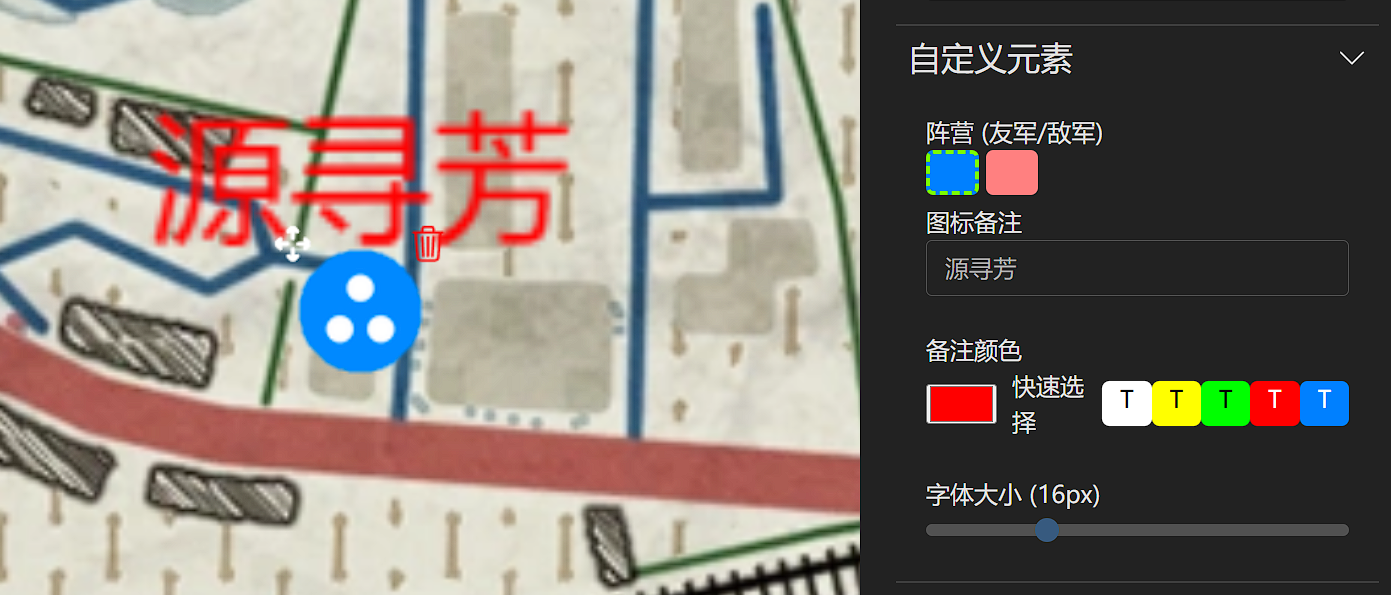 源寻芳
自定义元素
阵营 (友军/敌军)
图标备注
源寻芳
备注颜色
快速选
择
T T T T T
字体大小 (16px)